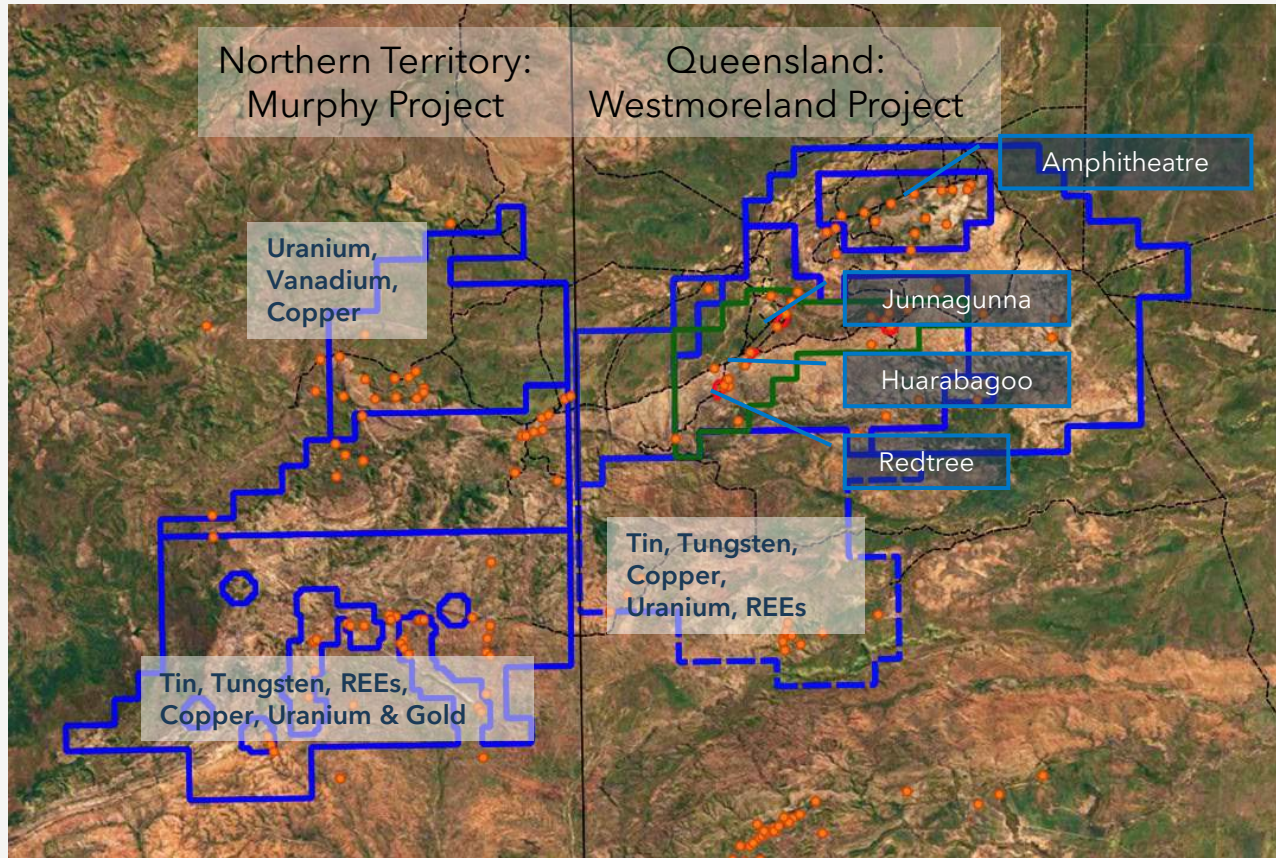 Northern Territory:
Murphy Project
Queensland:
Westmoreland Project
Amphitheatre
Uranium,
Vanadium,
Copper
Junnagunna
Huarabagoo
Redtree
Tin, Tungsten,
Copper,
Uranium, REEs
Tin, Tungsten, REEs,
Copper, Uranium & Gold